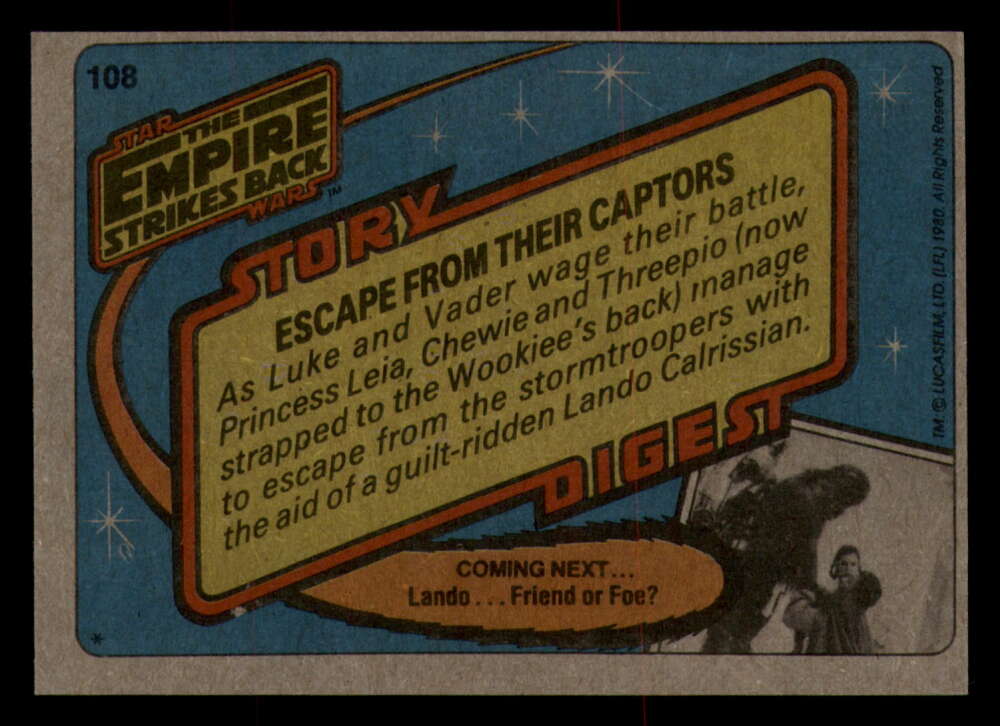 108
STAR
THE
EMPIRE
STRIKES BACK
WARS™
STORY
ESCAPE FROM THEIR CAPTORS
As Luke and Vader wage their battle,
Princess Leia, Chewie and Threepio (now
strapped to the Wookiee's back) manage
to escape from the stormtroopers with
the aid of a guilt-ridden Lando Calrissian.
DIGEST
COMING NEXT...
Lando... Friend or Foe?
*
TM: © LUCASFILM, LTD. (LFL) 1980. All Rights Reserved